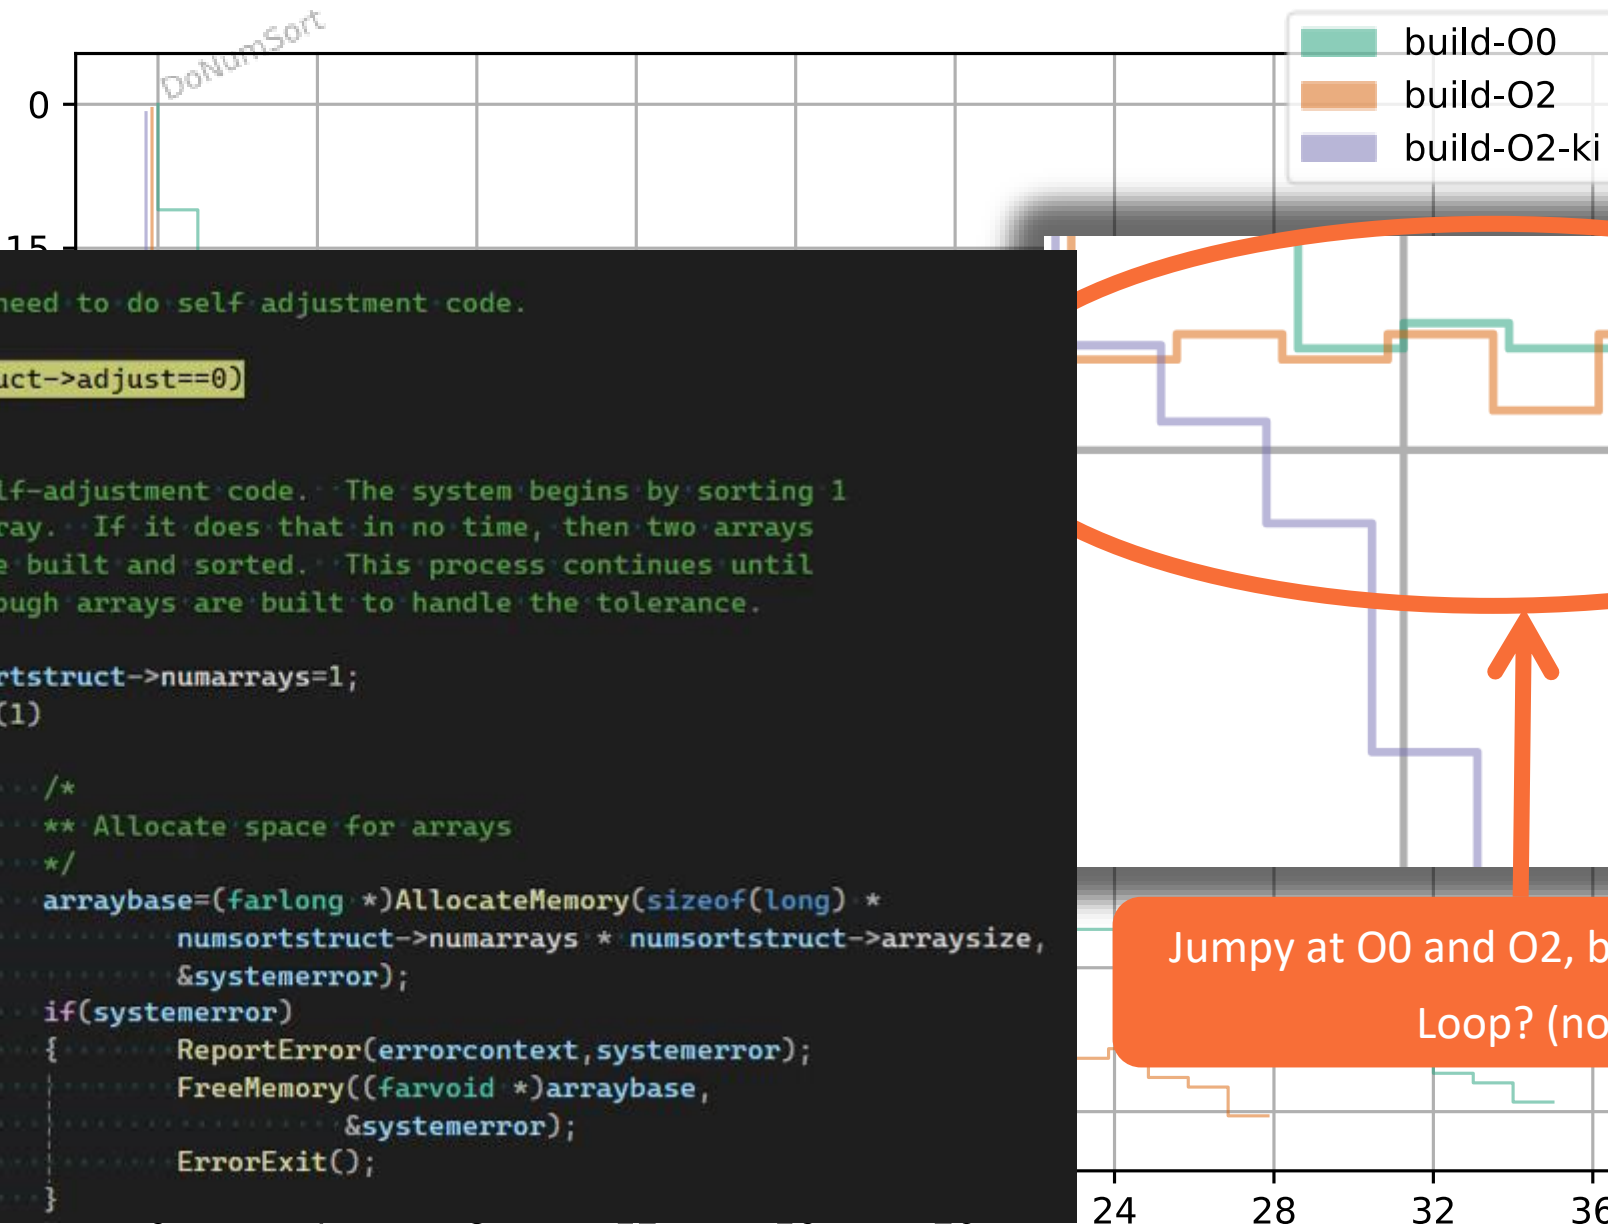 DoNumSort
build-O0
build-O2
build-O2-ki
0
15
need to do self adjustment code.
uct->adjust==0)
lf-adjustment code. The system begins by sorting 1
ray. If it does that in no time, then two arrays
e built and sorted. This process continues until
ough arrays are built to handle the tolerance.
rtstruct->numarrays=1;
(1)
/*
** Allocate space for arrays
*/
arraybase=(farlong *)AllocateMemory(sizeof(long) *
numsortstruct->numarrays * numsortstruct->arraysize,
&systemerror);
if(systemerror)
{ ReportError(errorcontext,systemerror);
FreeMemory((farvoid *)arraybase,
&systemerror);
ErrorExit();
}
Jumpy at O0 and O2, b
Loop? (no
24 28 32 36